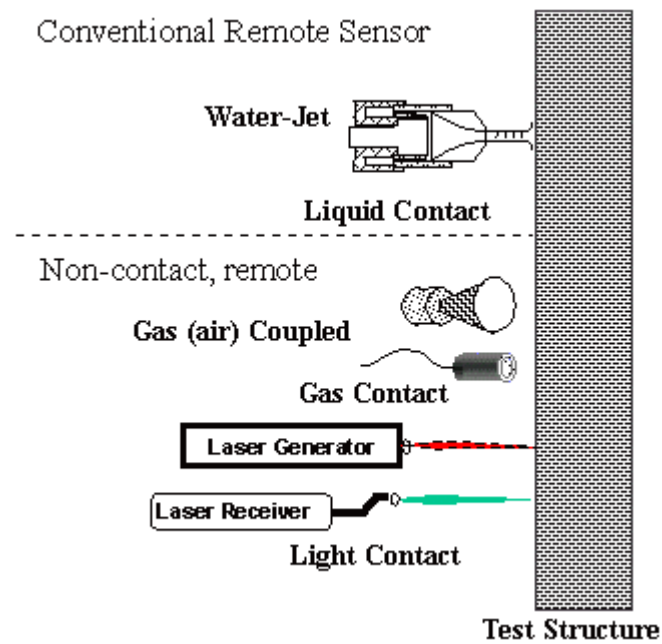 Conventional Remote Sensor
Water-Jet
Liquid Contact
Non-contact, remote
Gas (air) Coupled
Gas Contact
Laser Generator
Laser Receiver
Light Contact
Test Structure